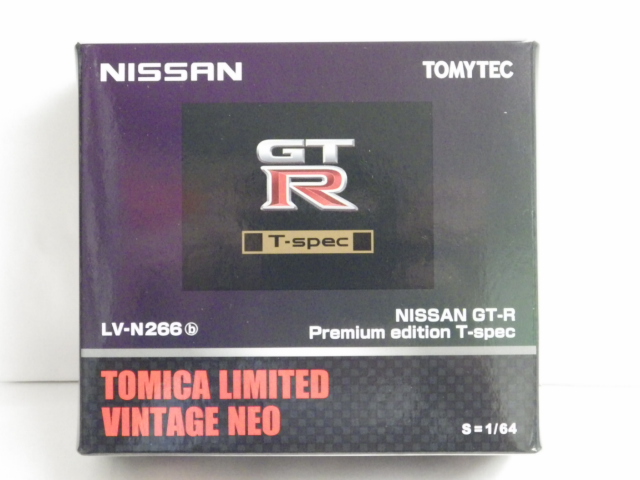 NISSAN TOMYTEC
GT
R
T-spec
LV-N266ⓑ
NISSAN GT-R
Premium edition T-spec
TOMICA LIMITED
VINTAGE NEO
S=1/64